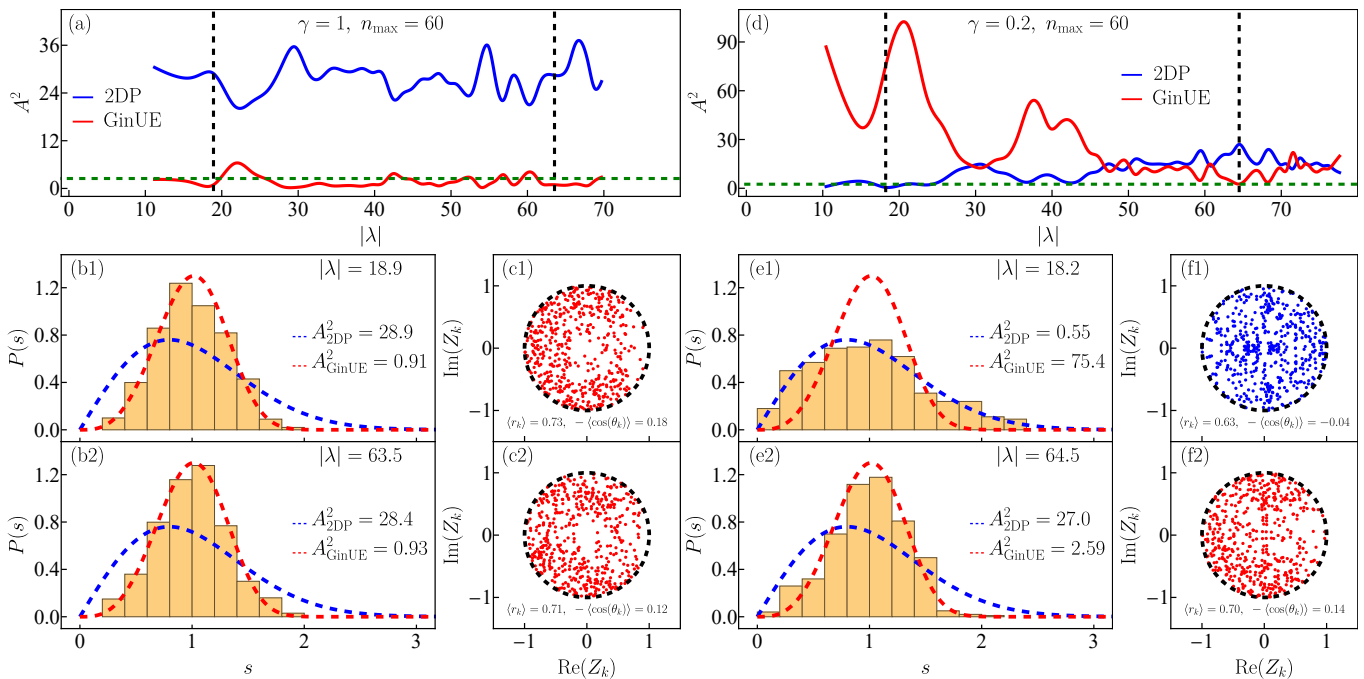 (a)
γ = 1, n_max = 60
A²
36
24
12
0
2DP
GinUE
0 10 20 30 40 50 60 70
|λ|
(d)
γ = 0.2, n_max = 60
A²
90
60
30
0
2DP
GinUE
0 10 20 30 40 50 60 70
|λ|
(b1)
|λ| = 18.9
P(s)
1.2
0.8
0.4
0.0
A²_2DP = 28.9
A²_GinUE = 0.91
(c1)
Im(Z_k)
1
0
−1
⟨r_k⟩ = 0.73, −⟨cos(θ_k)⟩ = 0.18
(e1)
|λ| = 18.2
P(s)
1.2
0.8
0.4
0.0
A²_2DP = 0.55
A²_GinUE = 75.4
(f1)
Im(Z_k)
1
0
−1
⟨r_k⟩ = 0.63, −⟨cos(θ_k)⟩ = −0.04
(b2)
|λ| = 63.5
P(s)
1.2
0.8
0.4
0.0
A²_2DP = 28.4
A²_GinUE = 0.93
0 1 2 3
s
(c2)
Im(Z_k)
1
0
−1
⟨r_k⟩ = 0.71, −⟨cos(θ_k)⟩ = 0.12
−1 0 1
Re(Z_k)
(e2)
|λ| = 64.5
P(s)
1.2
0.8
0.4
0.0
A²_2DP = 27.0
A²_GinUE = 2.59
0 1 2 3
s
(f2)
Im(Z_k)
1
0
−1
⟨r_k⟩ = 0.70, −⟨cos(θ_k)⟩ = 0.14
−1 0 1
Re(Z_k)